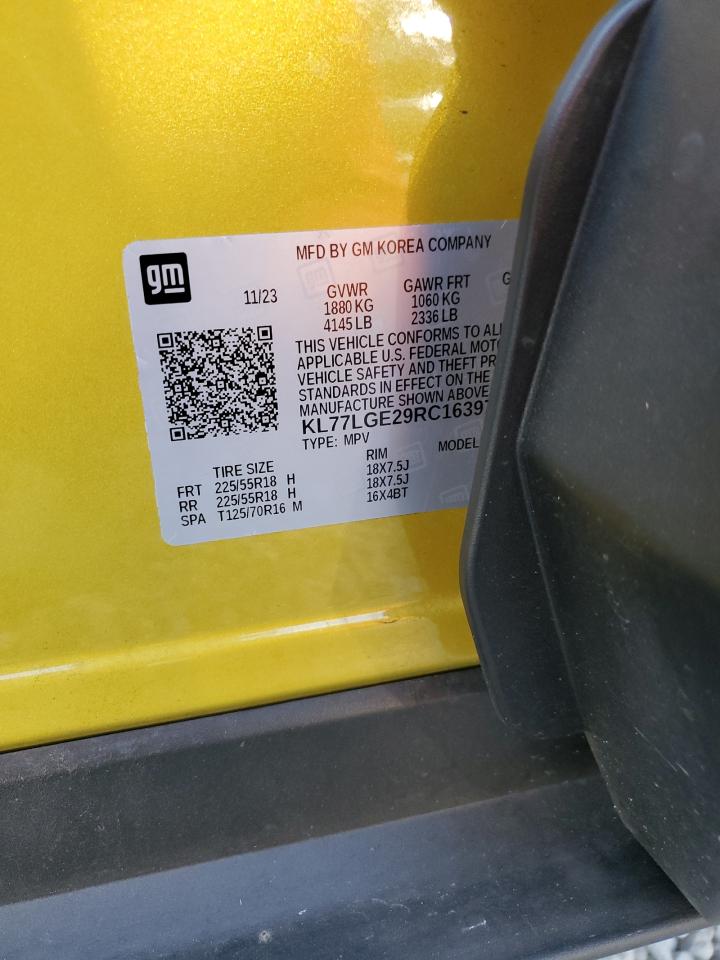 gm
MFD BY GM KOREA COMPANY
11/23
GVWR GAWR FRT G
1880 KG 1060 KG
4145 LB 2336 LB
THIS VEHICLE CONFORMS TO ALL
APPLICABLE U.S. FEDERAL MOTO
VEHICLE SAFETY AND THEFT PR
STANDARDS IN EFFECT ON THE
MANUFACTURE SHOWN ABOVE
KL77LGE29RC16397
TYPE: MPV MODEL
TIRE SIZE RIM
FRT 225/55R18 H 18X7.5J
RR 225/55R18 H 18X7.5J
SPA T125/70R16 M 16X4BT